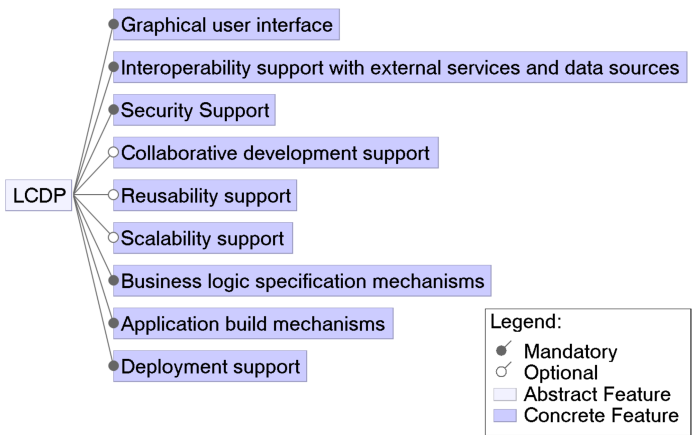 Graphical user interface
Interoperability support with external services and data sources
Security Support
Collaborative development support
LCDP
Reusability support
Scalability support
Business logic specification mechanisms
Application build mechanisms
Deployment support
Legend:
Mandatory
Optional
Abstract Feature
Concrete Feature